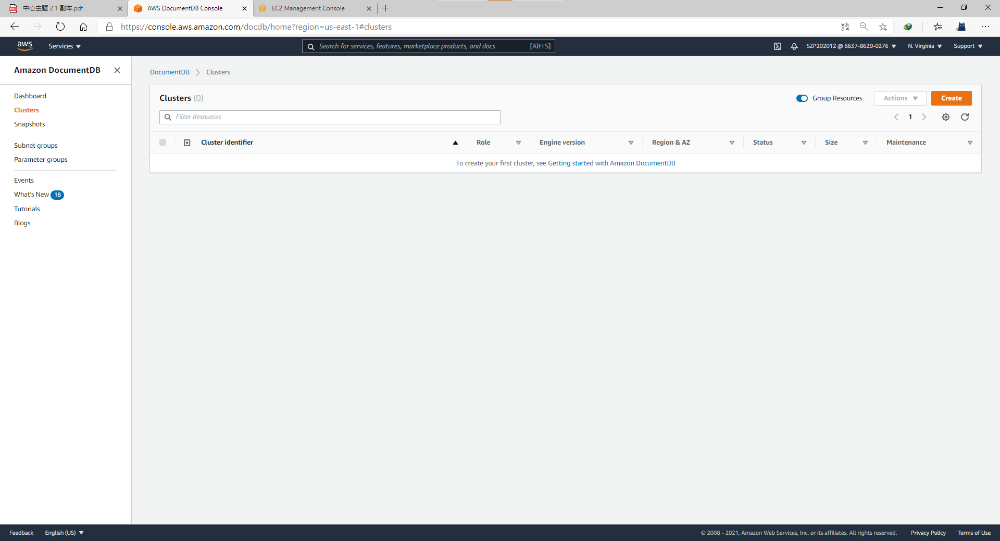 中心主题 2 1 副本.pdf
AWS DocumentDB Console
EC2 Management Console
https://console.aws.amazon.com/docdb/home?region=us-east-1#clusters
aws
Services
Search for services, features, marketplace products, and docs
[Alt+S]
SZP202012 @ 6637-8629-0276
N. Virginia
Support
Amazon DocumentDB
Dashboard
Clusters
Snapshots
Subnet groups
Parameter groups
Events
What's New 18
Tutorials
Blogs
DocumentDB
Clusters
Clusters (0)
Group Resources
Actions
Create
Filter Resources
1
Cluster identifier
Role
Engine version
Region & AZ
Status
Size
Maintenance
To create your first cluster, see Getting started with Amazon DocumentDB
Feedback
English (US)
© 2008 - 2021, Amazon Web Services, Inc. or its affiliates. All rights reserved.
Privacy Policy
Terms of Use